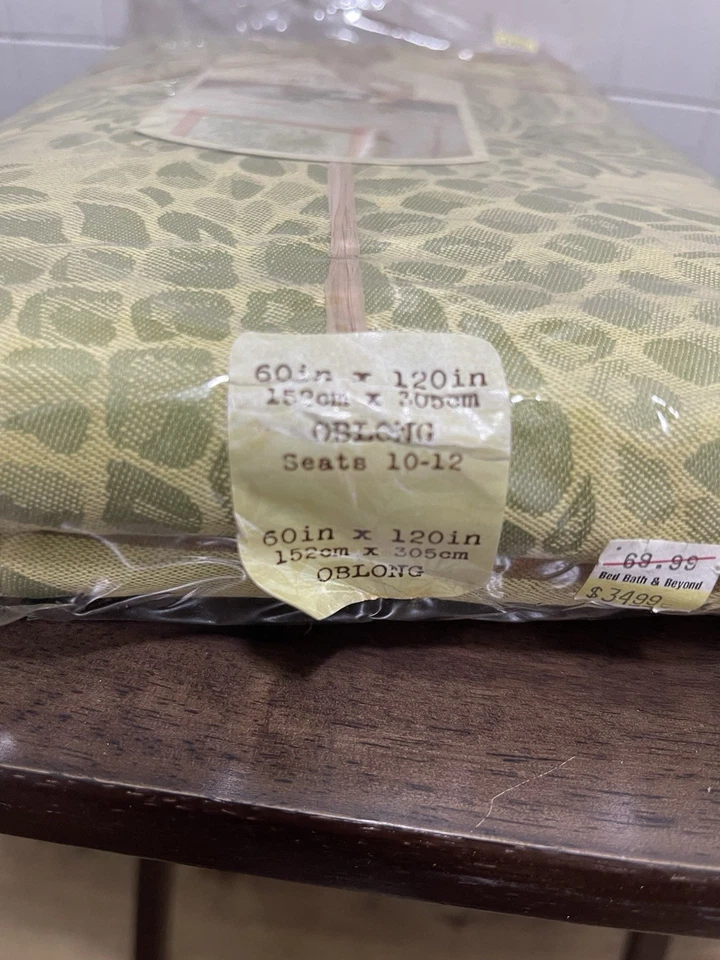 60in x 120in
152cm x 305cm
OBLONG
Seats 10-12
60in x 120in
152cm x 305cm
OBLONG
69.99
Bed Bath & Beyond
$3499